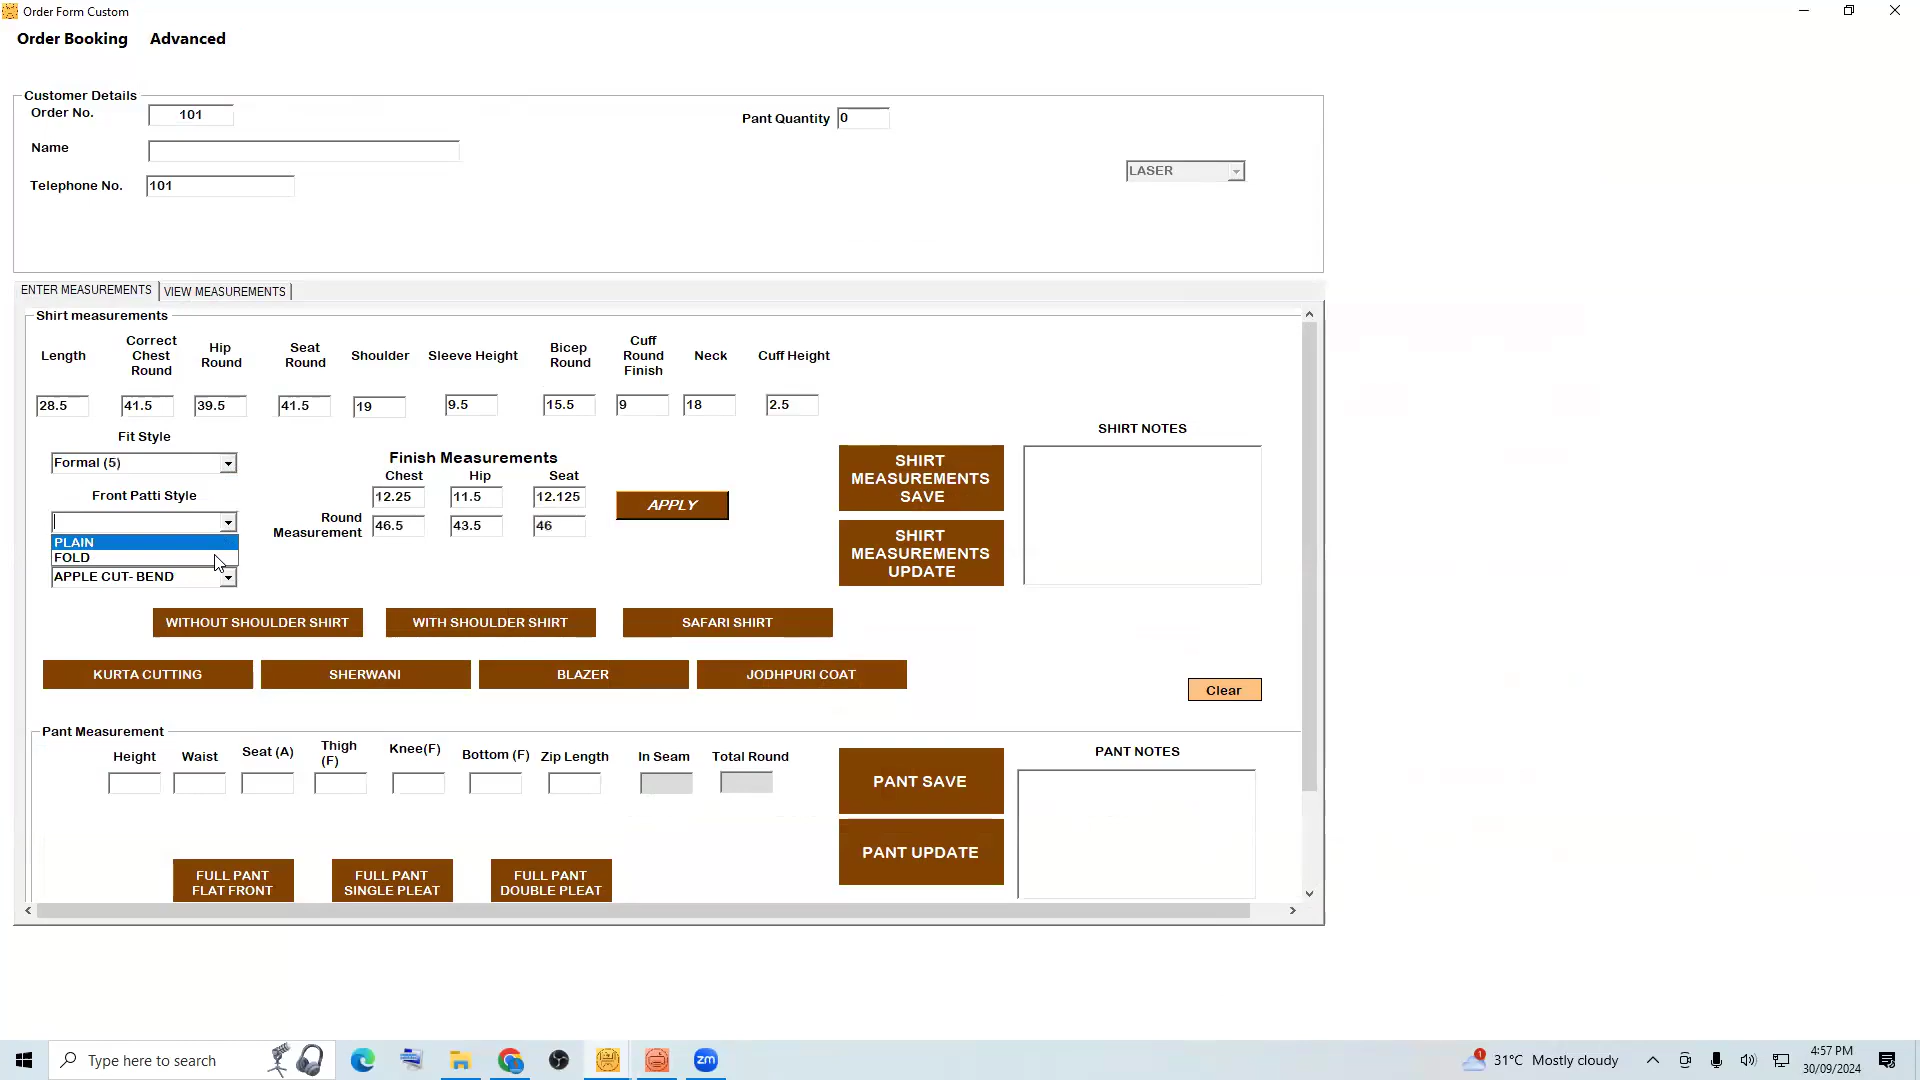 Order Form Custom
Order Booking Advanced
Customer Details
Order No. 101
Pant Quantity 0
Name
LASER
Telephone No. 101
ENTER MEASUREMENTS VIEW MEASUREMENTS
Shirt measurements
Length
Correct
Chest
Round
Hip
Round
Seat
Round
Shoulder
Sleeve Height
Bicep
Round
Cuff
Round
Finish
Neck
Cuff Height
28.5 41.5 39.5 41.5 19 9.5 15.5 9 18 2.5
Fit Style
Formal (5)
Front Patti Style
PLAIN
FOLD
APPLE CUT- BEND
Finish Measurements
Chest Hip Seat
12.25 11.5 12.125
Round
Measurement
46.5 43.5 46
APPLY
SHIRT
MEASUREMENTS
SAVE
SHIRT
MEASUREMENTS
UPDATE
SHIRT NOTES
WITHOUT SHOULDER SHIRT WITH SHOULDER SHIRT SAFARI SHIRT
KURTA CUTTING SHERWANI BLAZER JODHPURI COAT
Clear
Pant Measurement
Height
Waist
Seat (A)
Thigh
(F)
Knee(F)
Bottom (F)
Zip Length
In Seam
Total Round
PANT SAVE
PANT UPDATE
PANT NOTES
FULL PANT
FLAT FRONT
FULL PANT
SINGLE PLEAT
FULL PANT
DOUBLE PLEAT
Type here to search
zm
1
31°C Mostly cloudy
4:57 PM
30/09/2024